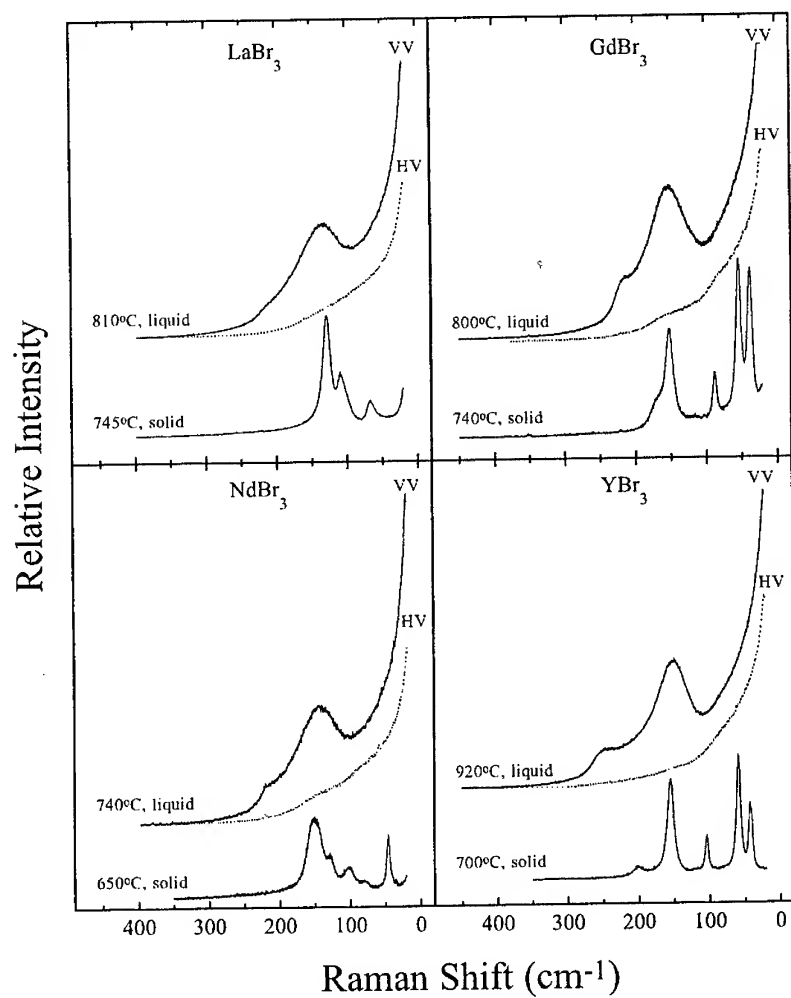 LaBr3
VV
HV
810ºC, liquid
745ºC, solid
GdBr3
VV
HV
800ºC, liquid
740ºC, solid
NdBr3
VV
HV
740ºC, liquid
650ºC, solid
YBr3
VV
HV
920ºC, liquid
700ºC, solid
400 300 200 100 0
400 300 200 100 0
Relative Intensity
Raman Shift (cm-1)